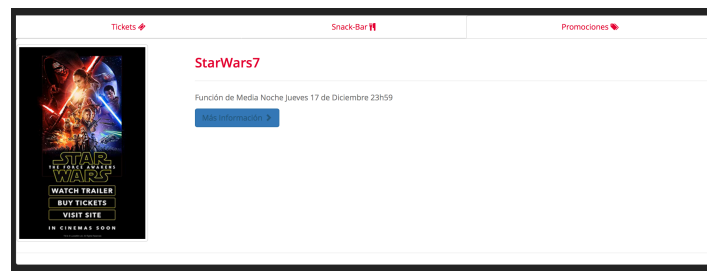 Tickets
Snack-Bar
Promociones
StarWars7
Función de Media Noche Jueves 17 de Diciembre 23h59
Más Información
STAR
THE FORCE AWAKENS
WARS
WATCH TRAILER
BUY TICKETS
VISIT SITE
IN CINEMAS SOON